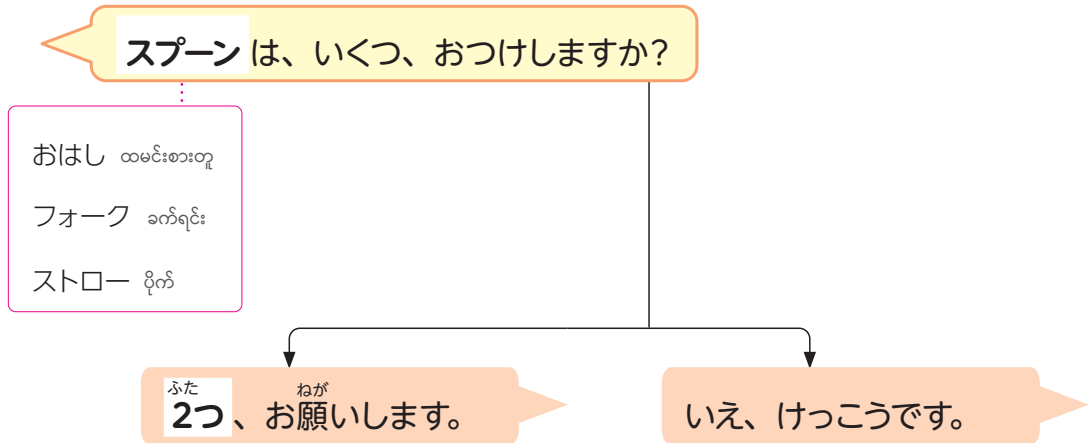 スプーン は、いくつ、おつけしますか?
おはし ထမင်းစားတူ
フォーク ခက်ရင်း
ストロー ပိုက်
ふた ねが
2つ 、お願いします。
いえ、けっこうです。